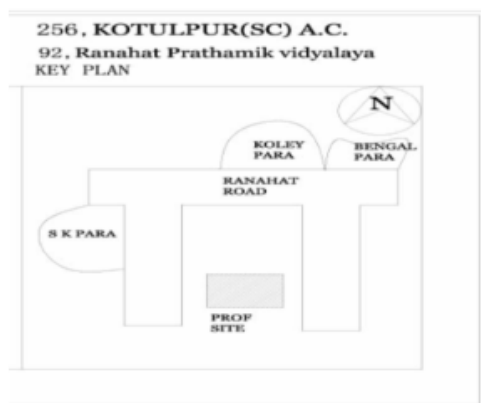 256, KOTULPUR(SC) A.C.
92, Ranahat Prathamik vidyalaya
KEY PLAN
N
KOLEY
PARA
BENGAL
PARA
RANAHAT
ROAD
S K PARA
PROF
SITE